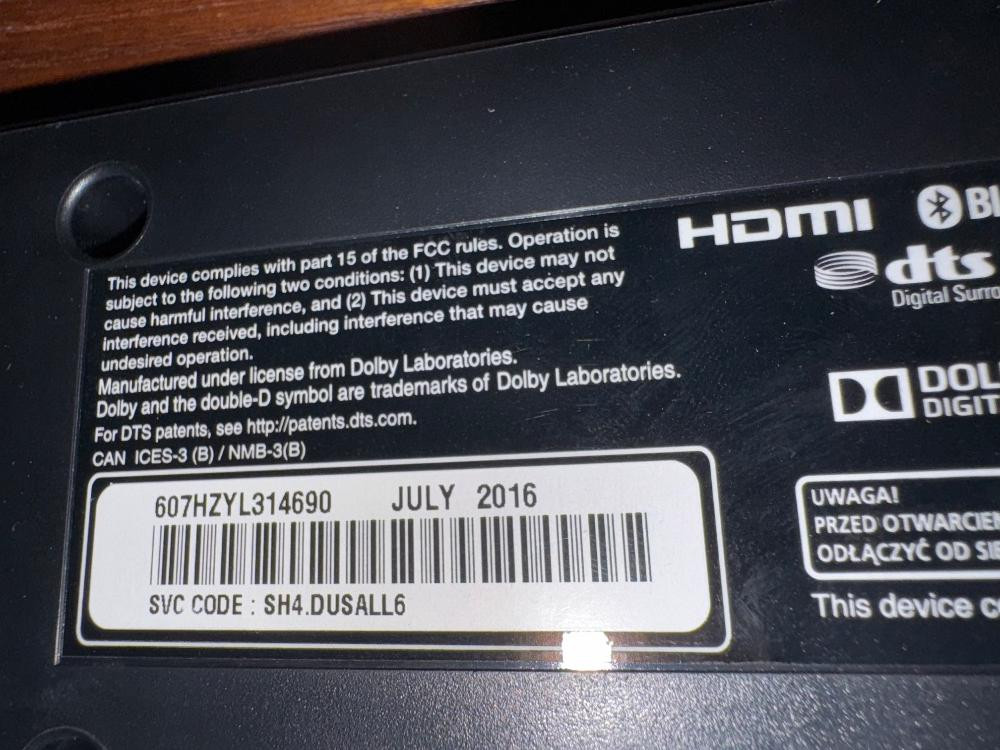 This device complies with part 15 of the FCC rules. Operation is
subject to the following two conditions: (1) This device may not
cause harmful interference, and (2) This device must accept any
interference received, including interference that may cause
undesired operation.
Manufactured under license from Dolby Laboratories.
Dolby and the double-D symbol are trademarks of Dolby Laboratories.
For DTS patents, see http://patents.dts.com.
CAN ICES-3 (B) / NMB-3(B)
607HZYL314690 JULY 2016
SVC CODE : SH4.DUSALL6
HDMI
dts
Digital
UWAGA!
PRZED
ODŁĄCZYĆ OD
This device